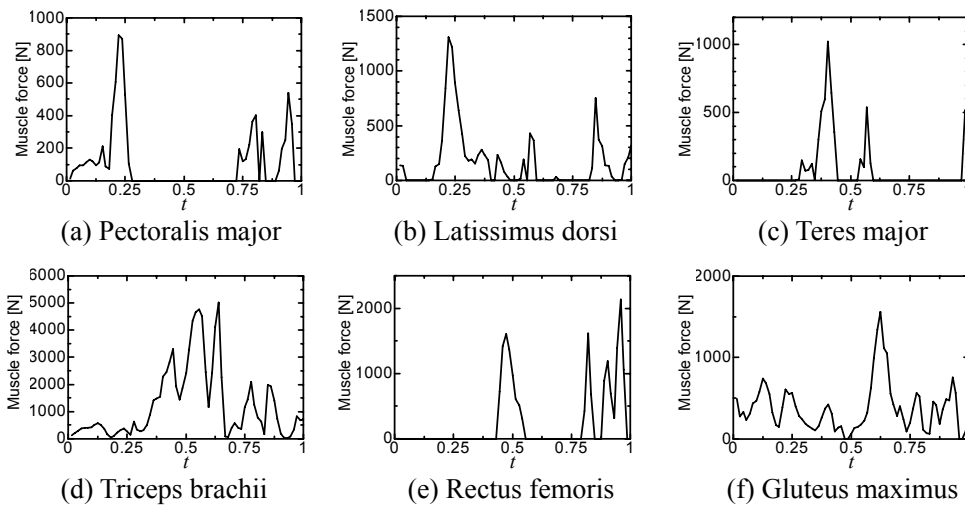 Muscle force [N]
1000
800
600
400
200
0
0 0.25 0.5 0.75 1
t
(a) Pectoralis major
Muscle force [N]
1500
1000
500
0
0 0.25 0.5 0.75 1
t
(b) Latissimus dorsi
Muscle force [N]
1000
500
0
0 0.25 0.5 0.75
t
(c) Teres major
Muscle force [N]
6000
5000
4000
3000
2000
1000
0
0 0.25 0.5 0.75 1
t
(d) Triceps brachii
Muscle force [N]
2000
1000
0
0 0.25 0.5 0.75 1
t
(e) Rectus femoris
Muscle force [N]
2000
1000
0
0 0.25 0.5 0.75
t
(f) Gluteus maximus